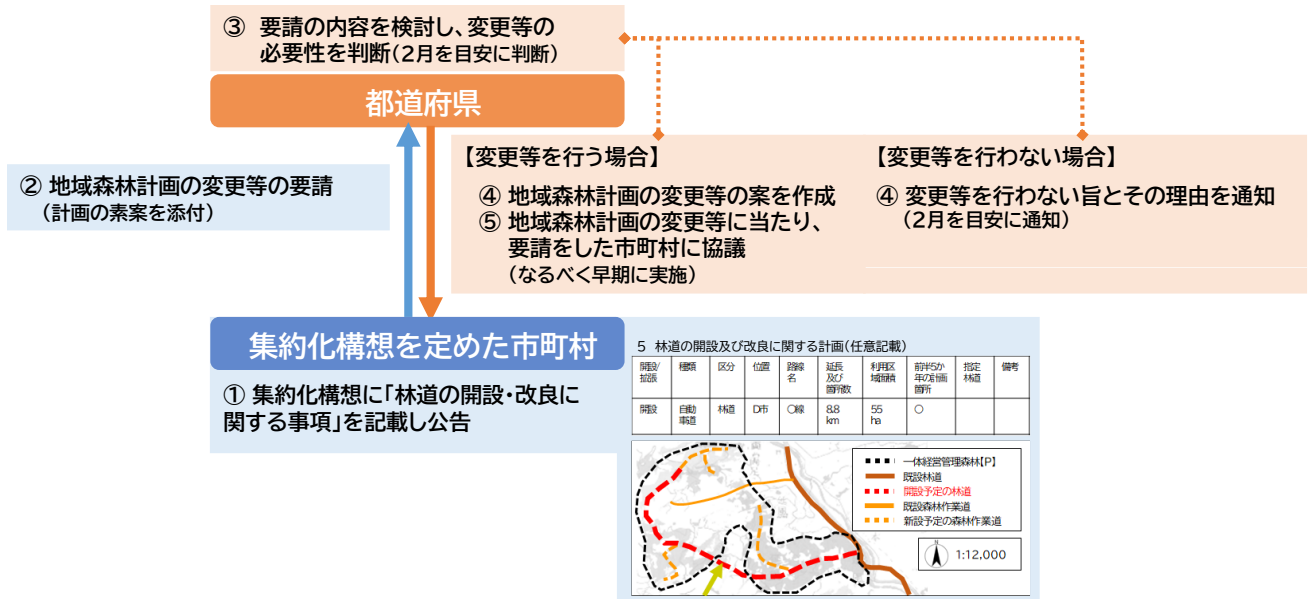 ③ 要請の内容を検討し、変更等の
必要性を判断(2月を目安に判断)
都道府県
② 地域森林計画の変更等の要請
(計画の素案を添付)
【変更等を行う場合】
④ 地域森林計画の変更等の案を作成
⑤ 地域森林計画の変更等に当たり、
要請をした市町村に協議
(なるべく早期に実施)
【変更等を行わない場合】
④ 変更等を行わない旨とその理由を通知
(2月を目安に通知)
集約化構想を定めた市町村
① 集約化構想に「林道の開設・改良に
関する事項」を記載し公告
5 林道の開設及び改良に関する計画(任意記載)
開設/拡張 種類 区分 位置 路線名 延長及び箇所数 利用区域面積 前半5か年の計画箇所 指定林道 備考
開設 自動車道 林道 D市 〇線 8.8km 55ha 〇
一体経営管理森林【P】
既設林道
開設予定の林道
既設森林作業道
新設予定の森林作業道
N
1:12,000